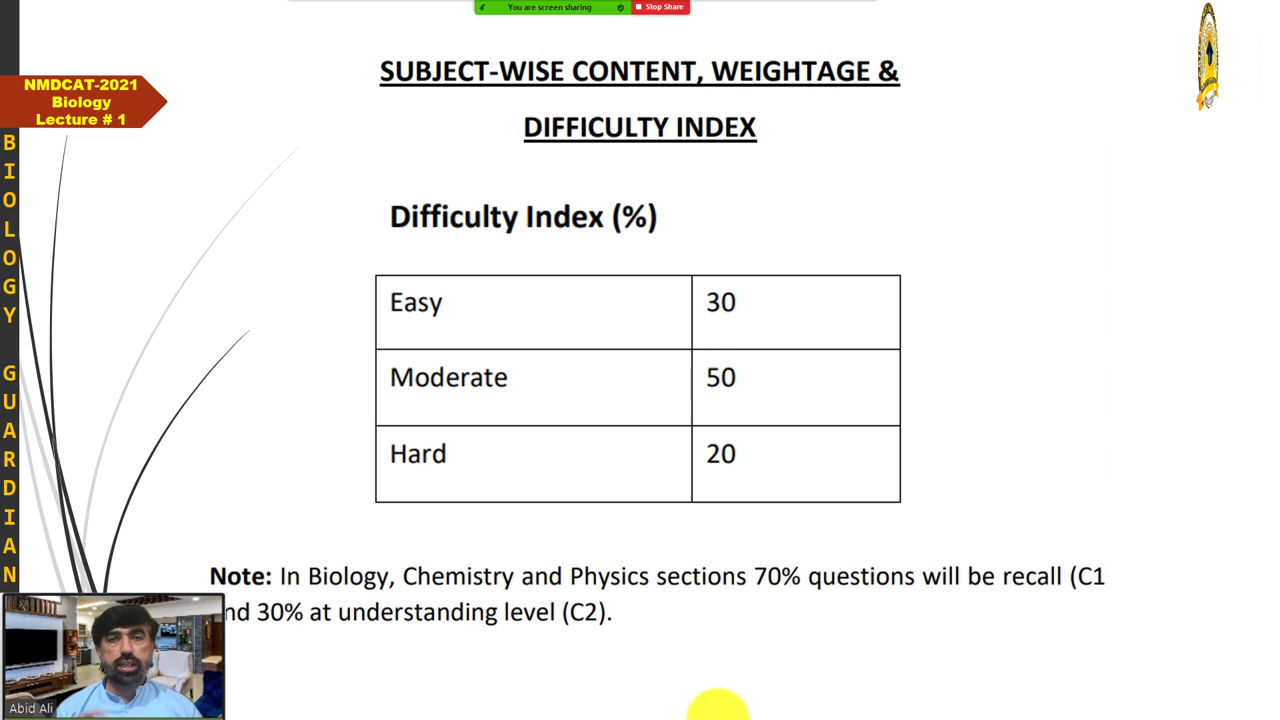 You are screen sharing
Stop Share
SUBJECT-WISE CONTENT, WEIGHTAGE &
DIFFICULTY INDEX
NMDCAT-2021
Biology
Lecture # 1
BIOLOGY GUARDIAN
Difficulty Index (%)
Easy 30
Moderate 50
Hard 20
Note: In Biology, Chemistry and Physics sections 70% questions will be recall (C1
nd 30% at understanding level (C2).
Abid Ali